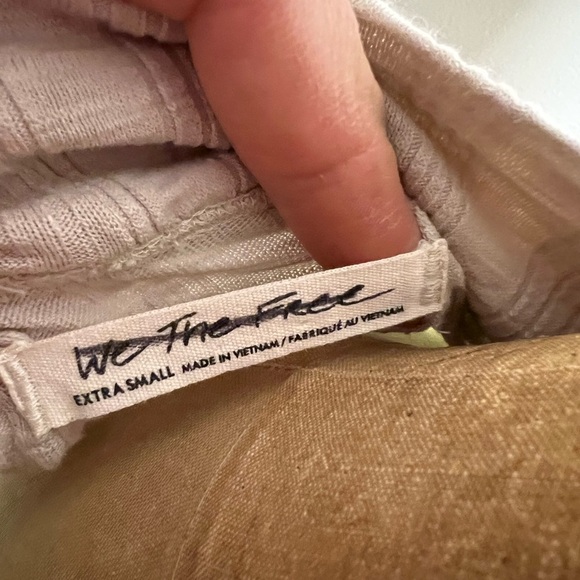 We The Free
EXTRA SMALL MADE IN VIETNAM / FABRIQUÉ AU VIETNAM